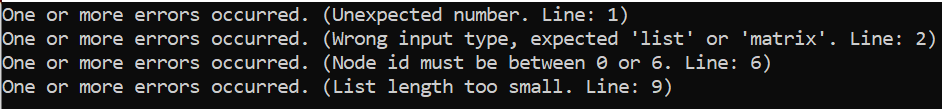 One or more errors occurred. (Unexpected number. Line: 1)
One or more errors occurred. (Wrong input type, expected 'list' or 'matrix'. Line: 2)
One or more errors occurred. (Node id must be between 0 or 6. Line: 6)
One or more errors occurred. (List length too small. Line: 9)